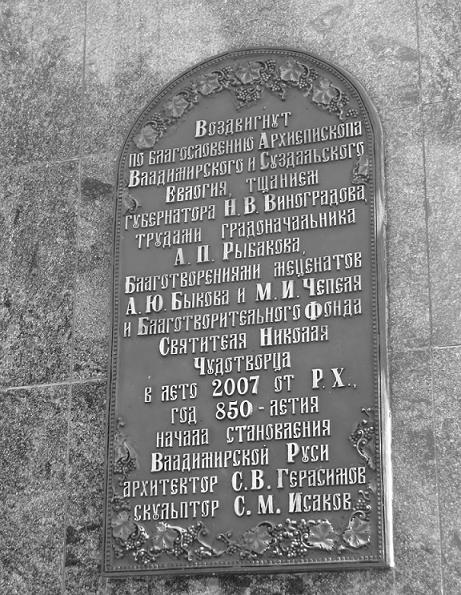 Воздвигнут
по благословению Архиепископа
Владимирского и Суздальского
Евлогия, тщанием
губернатора Н.В.Виноградова,
трудами градоначальника
А.П.Рыбакова,
Благотворениями меценатов
А.Ю.Быкова и М.И.Чепеля
и Благотворительного Фонда
Святителя Николая
Чудотворца
в лето 2007 от Р.Х.,
год 850-летия
начала становления
Владимирской Руси
архитектор С.В.Герасимов
скульптор С.М.Исаков